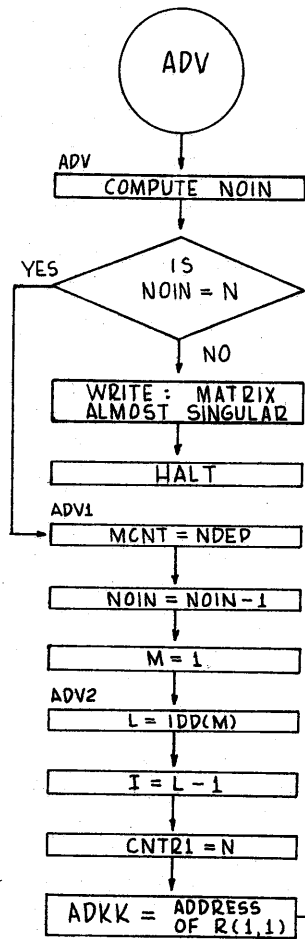 ADV
ADV
COMPUTE NOIN
YES
IS
NOIN = N
NO
WRITE : MATRIX
ALMOST SINGULAR
HALT
ADV1
MCNT = NDEP
NOIN = NOIN-1
M = 1
ADV2
L = IDD(M)
I = L - 1
CNTR1 = N
ADKK = ADDRESS
OF R(1,1)